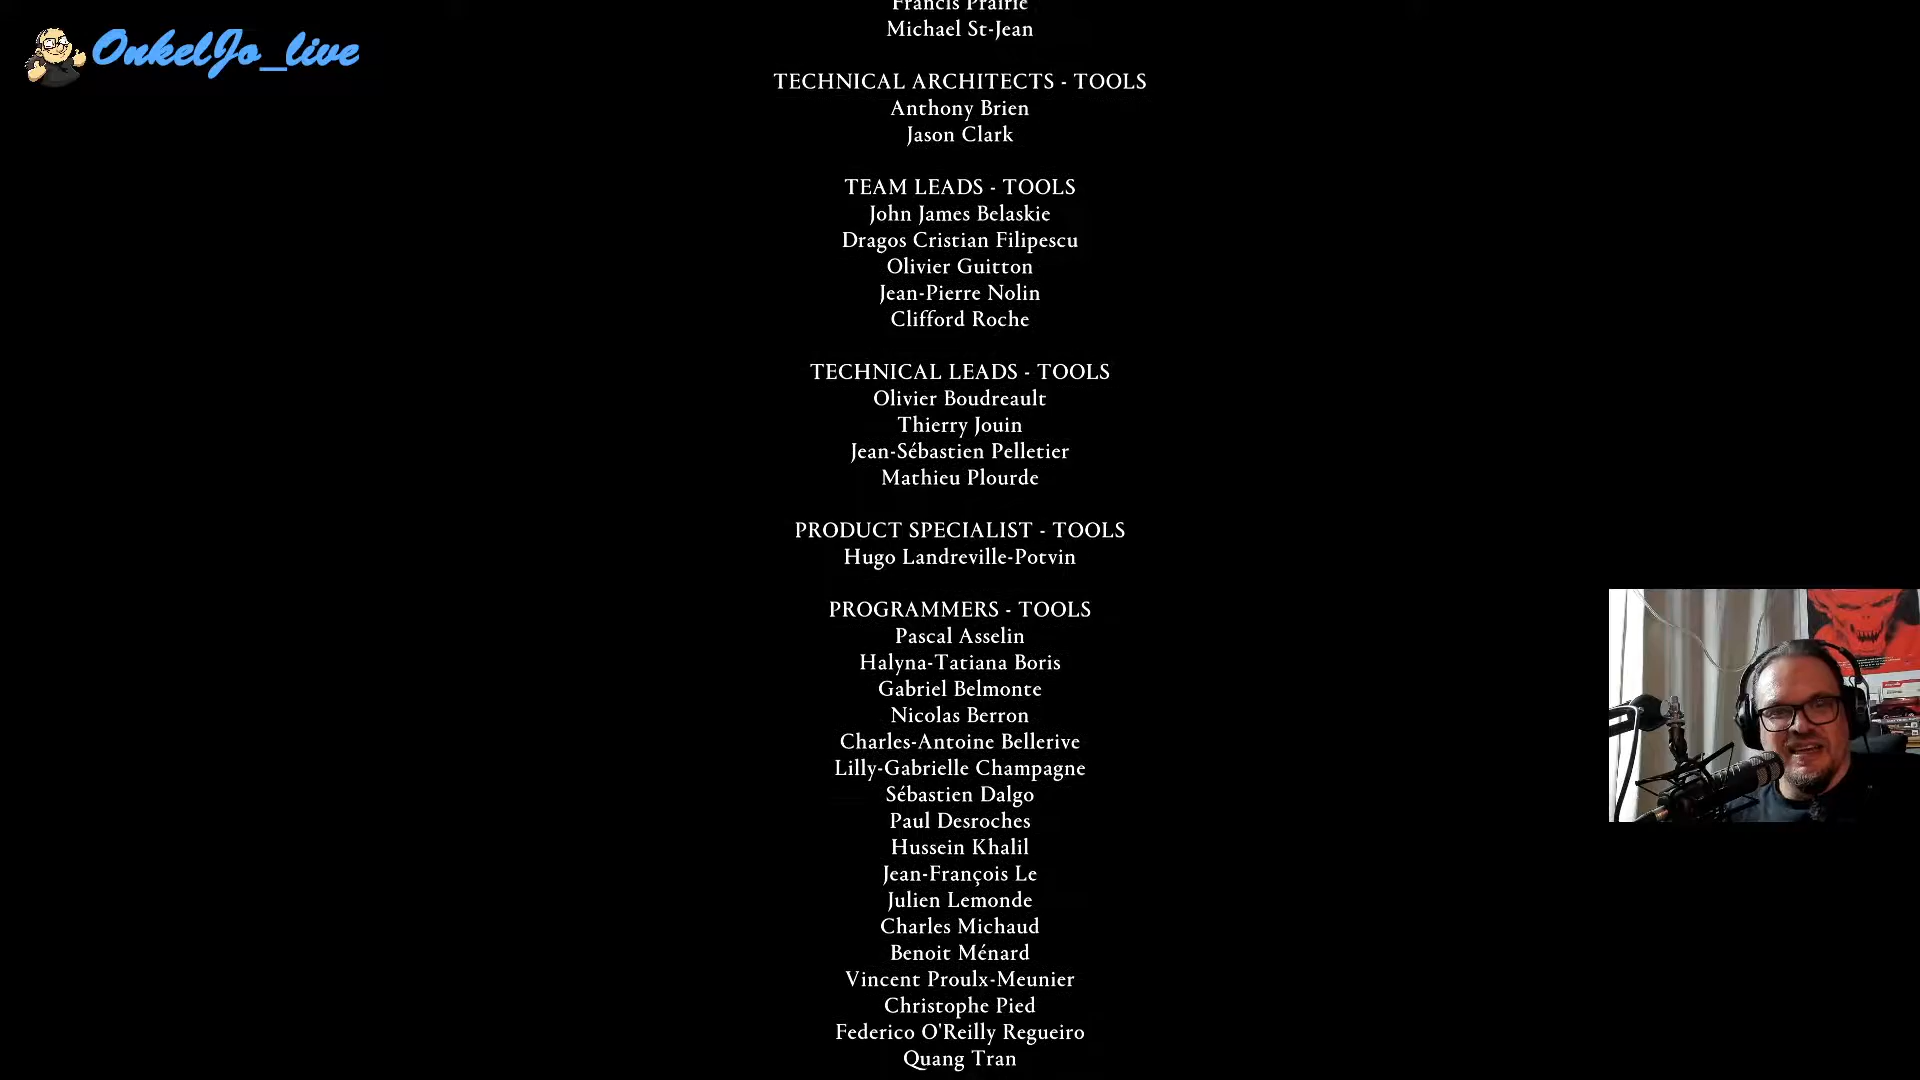 OnkelJo_live
Francis Prairie
Michael St-Jean
TECHNICAL ARCHITECTS - TOOLS
Anthony Brien
Jason Clark
TEAM LEADS - TOOLS
John James Belaskie
Dragos Cristian Filipescu
Olivier Guitton
Jean-Pierre Nolin
Clifford Roche
TECHNICAL LEADS - TOOLS
Olivier Boudreault
Thierry Jouin
Jean-Sébastien Pelletier
Mathieu Plourde
PRODUCT SPECIALIST - TOOLS
Hugo Landreville-Potvin
PROGRAMMERS - TOOLS
Pascal Asselin
Halyna-Tatiana Boris
Gabriel Belmonte
Nicolas Berron
Charles-Antoine Bellerive
Lilly-Gabrielle Champagne
Sébastien Dalgo
Paul Desroches
Hussein Khalil
Jean-François Le
Julien Lemonde
Charles Michaud
Benoit Ménard
Vincent Proulx-Meunier
Christophe Pied
Federico O'Reilly Regueiro
Quang Tran